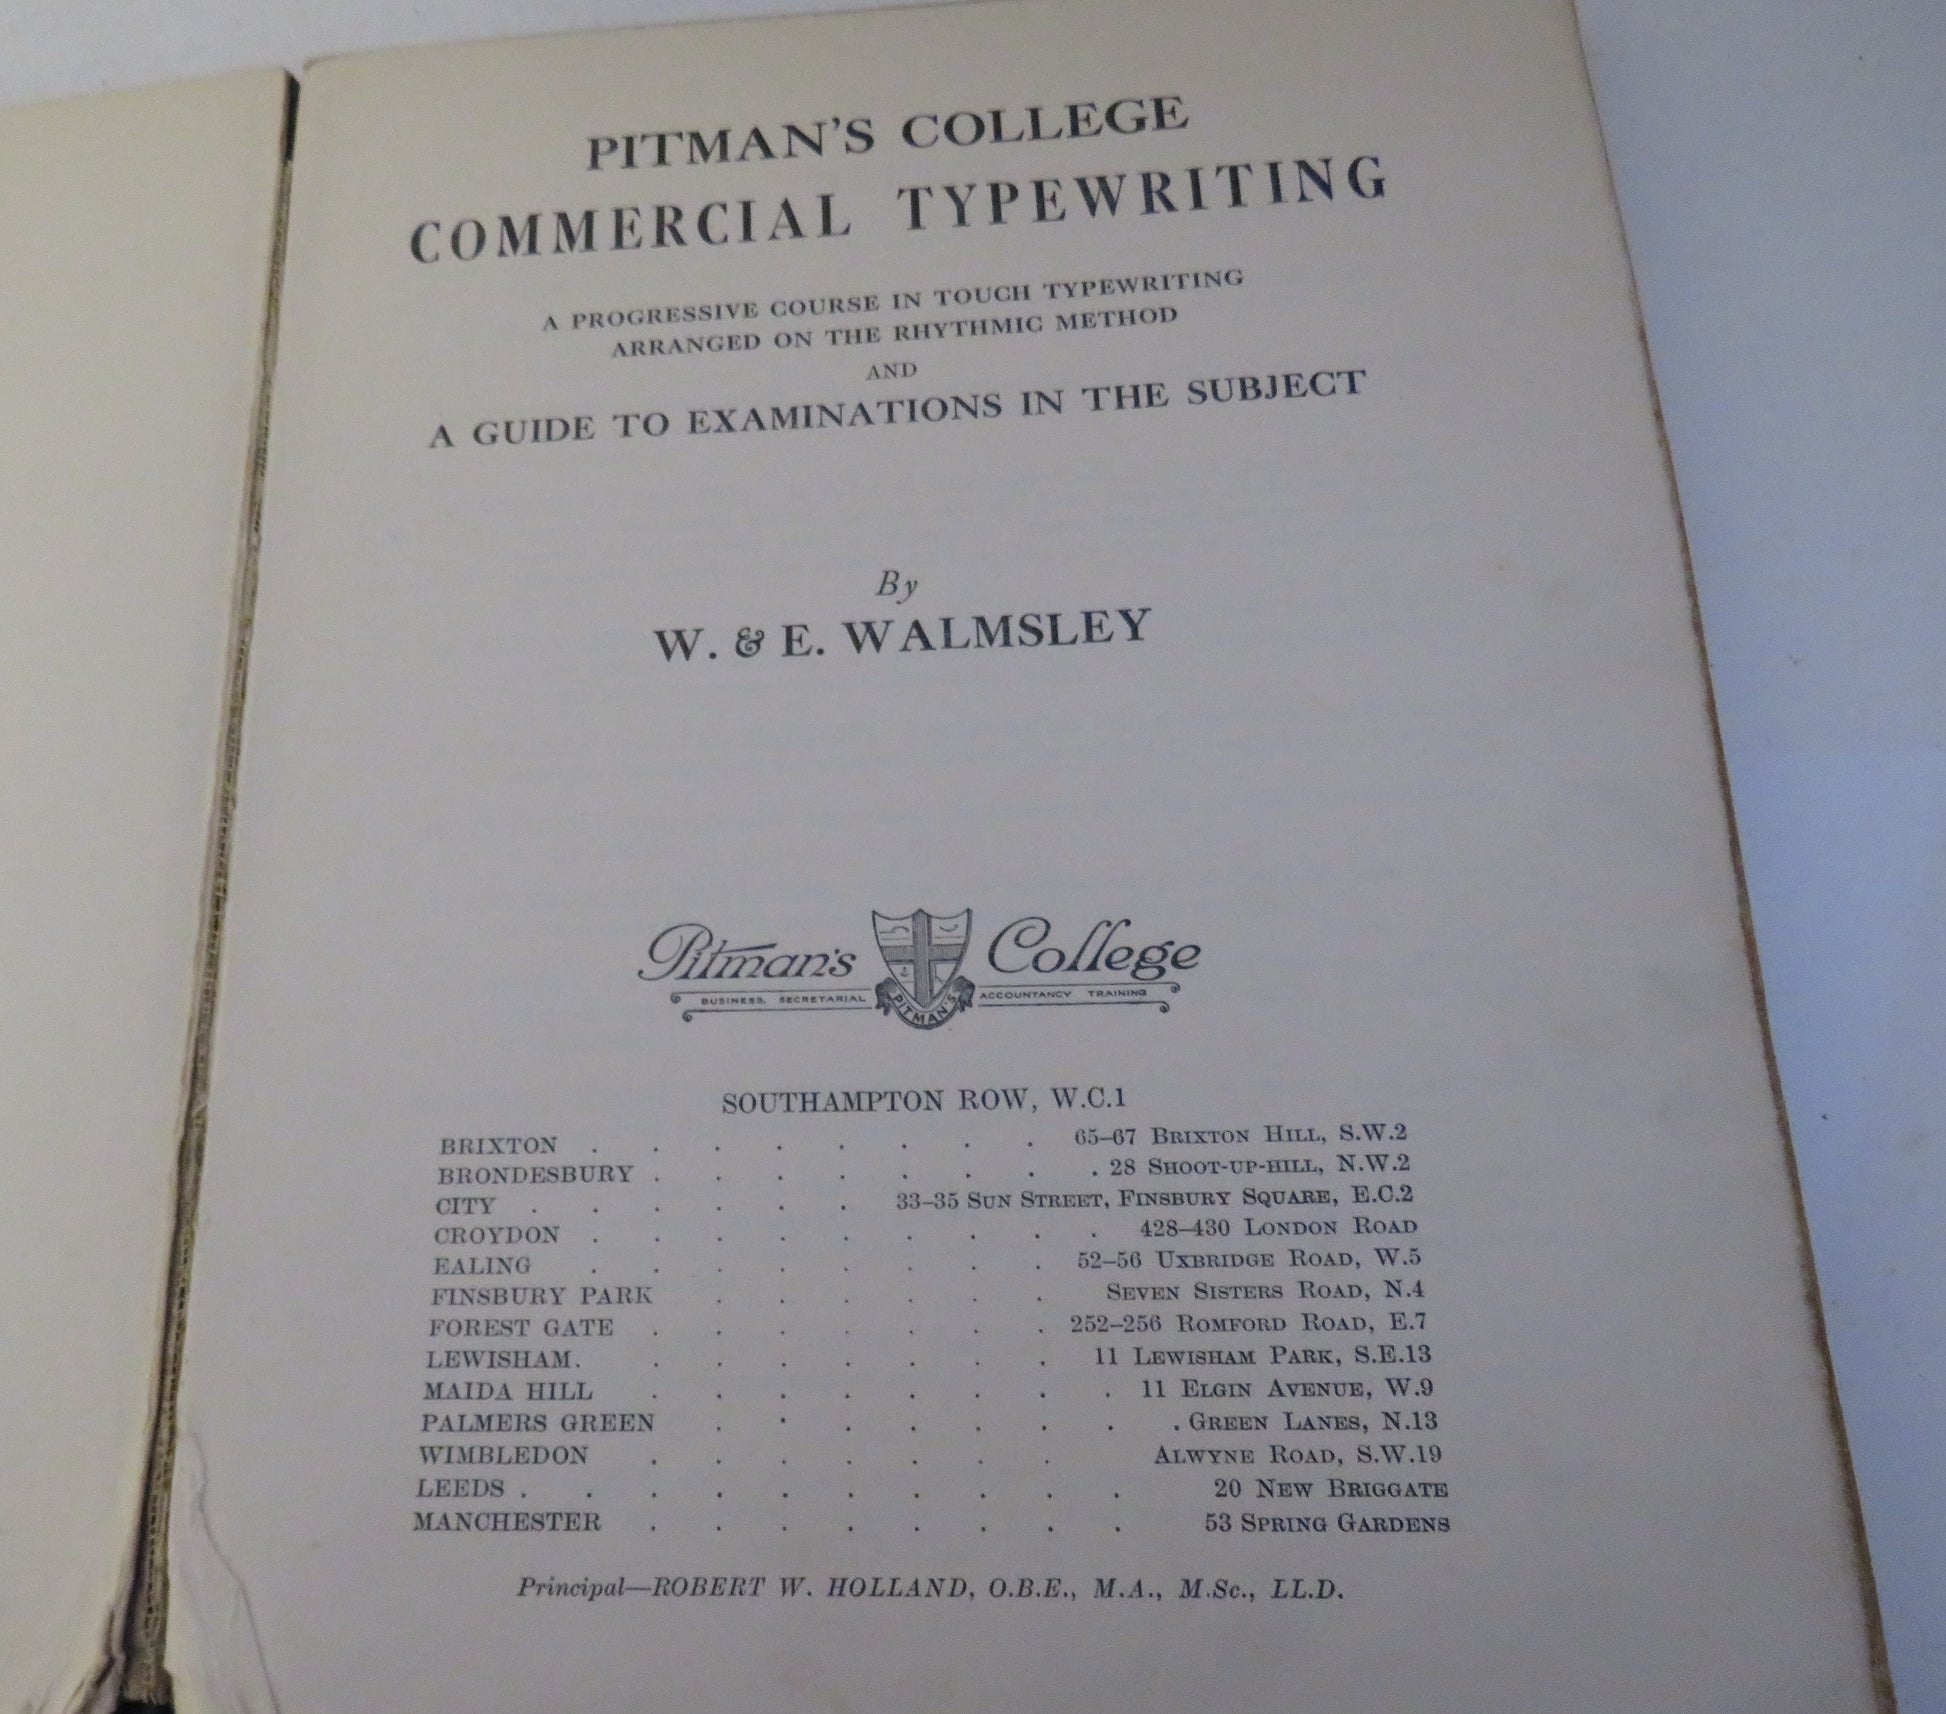 PITMAN'S COLLEGE
COMMERCIAL TYPEWRITING
A PROGRESSIVE COURSE IN TOUCH TYPEWRITING
ARRANGED ON THE RHYTHMIC METHOD
AND
A GUIDE TO EXAMINATIONS IN THE SUBJECT
By
W. & E. WALMSLEY
Pitman's College
BUSINESS, SECRETARIAL ACCOUNTANCY TRAINING
PITMAN'S
SOUTHAMPTON ROW, W.C.1
BRIXTON . . . . . . . . 65–67 BRIXTON HILL, S.W.2
BRONDESBURY . . . . . . . . 28 SHOOT-UP-HILL, N.W.2
CITY . . . . . . 33–35 SUN STREET, FINSBURY SQUARE, E.C.2
CROYDON . . . . . . . . . 428–430 LONDON ROAD
EALING . . . . . . . . 52–56 UXBRIDGE ROAD, W.5
FINSBURY PARK . . . . . . SEVEN SISTERS ROAD, N.4
FOREST GATE . . . . . . . 252–256 ROMFORD ROAD, E.7
LEWISHAM . . . . . . . . 11 LEWISHAM PARK, S.E.13
MAIDA HILL . . . . . . . . 11 ELGIN AVENUE, W.9
PALMERS GREEN . . . . . . . . GREEN LANES, N.13
WIMBLEDON . . . . . . . ALWYNE ROAD, S.W.19
LEEDS . . . . . . . . . . 20 NEW BRIGGATE
MANCHESTER . . . . . . . . 53 SPRING GARDENS
Principal—ROBERT W. HOLLAND, O.B.E., M.A., M.Sc., LL.D.